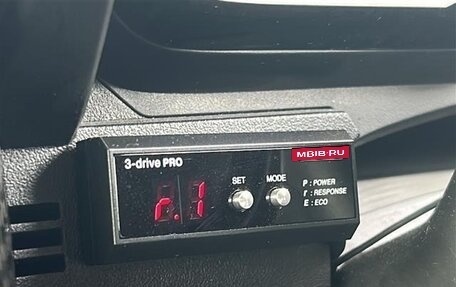 3-drive PRO
MBIB·RU
r.1
SET
MODE
P : POWER
r : RESPONSE
E : ECO